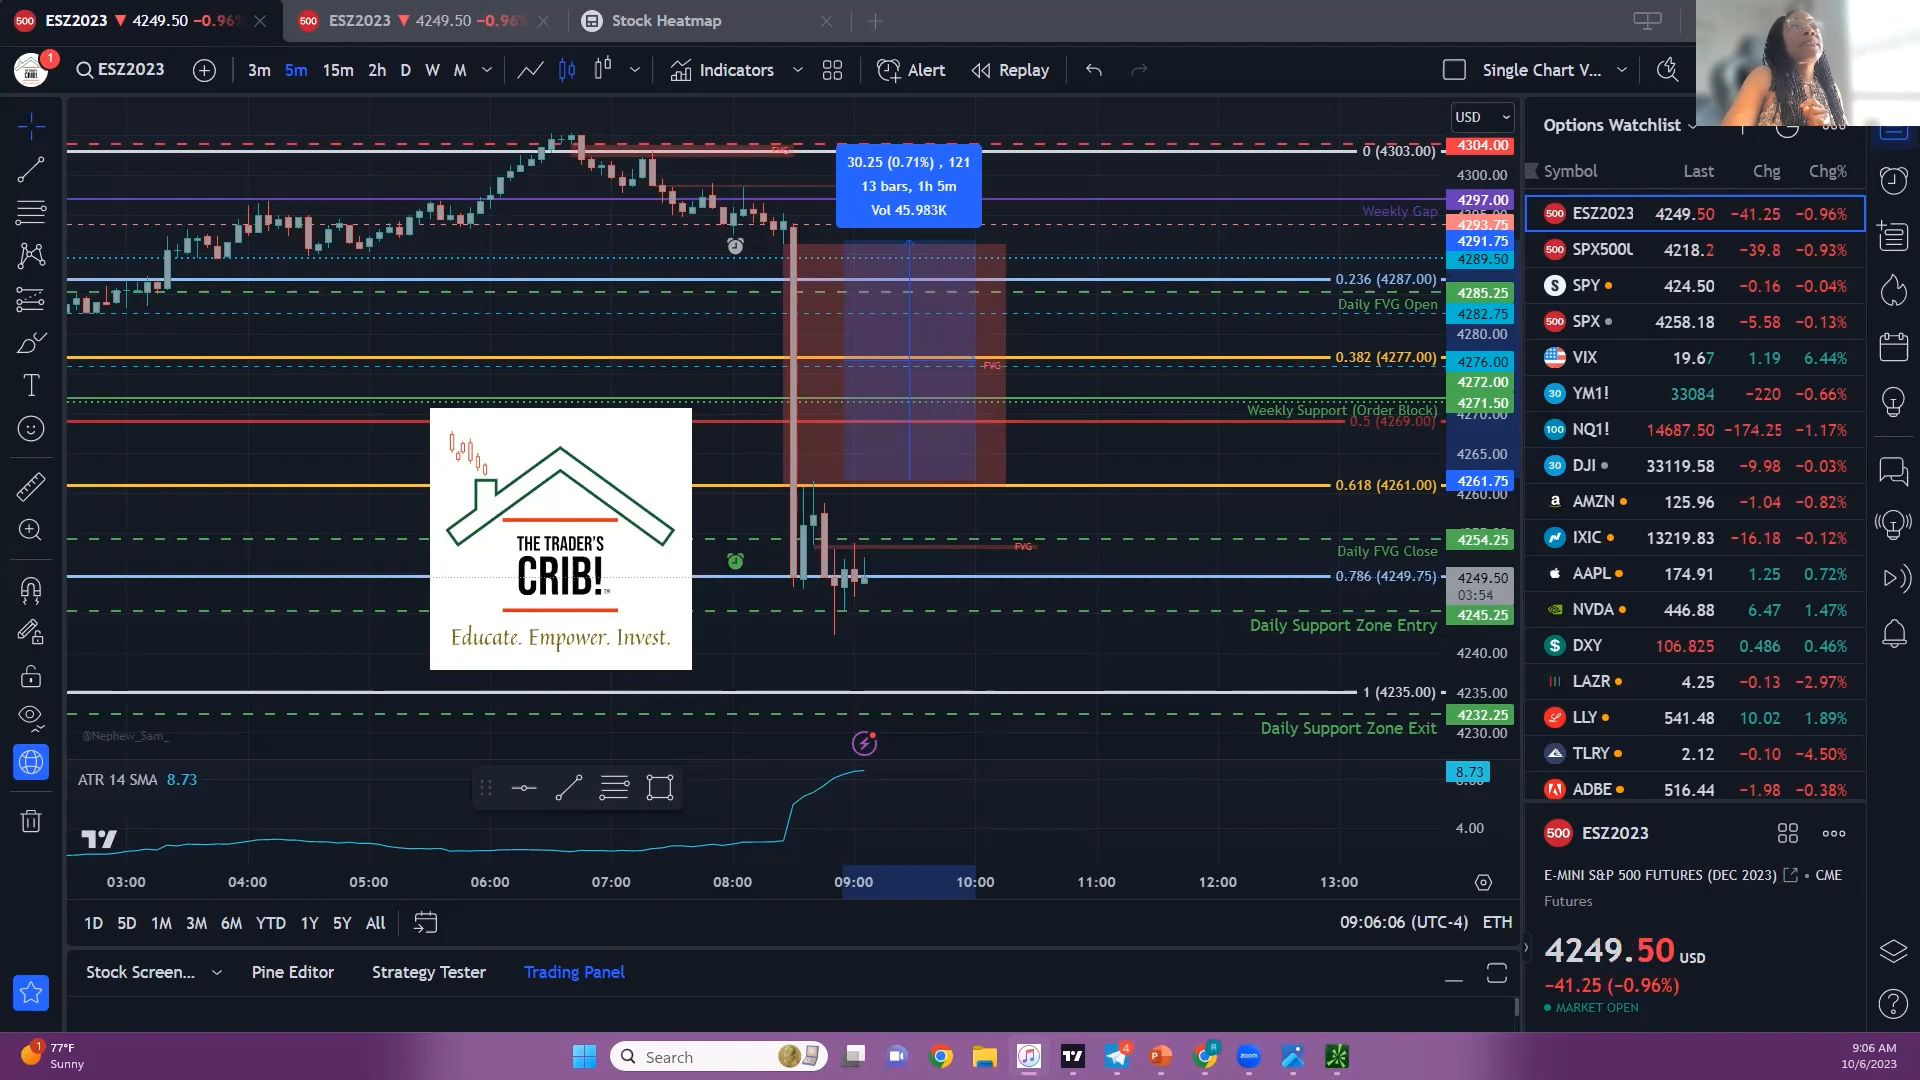 ESZ2023 ▼ 4249.50 −0.96%
ESZ2023 ▼ 4249.50 −0.96%
Stock Heatmap
1
ESZ2023
3m 5m 15m 2h D W M
Indicators
Alert
Replay
Single Chart V...
USD
30.25 (0.71%) , 121
13 bars, 1h 5m
Vol 45.983K
FVG
0 (4303.00)
4304.00
4300.00
Weekly Gap
4297.00
4293.75
4291.75
4289.50
0.236 (4287.00)
4285.25
Daily FVG Open
4282.75
4280.00
0.382 (4277.00)
4276.00
FVG
4272.00
Weekly Support (Order Block)
4271.50
4270.00
0.5 (4269.00)
4265.00
0.618 (4261.00)
4261.75
4260.00
4254.25
FVG
Daily FVG Close
0.786 (4249.75)
4249.50
03:54
4245.25
Daily Support Zone Entry
4240.00
1 (4235.00)
4235.00
4232.25
Daily Support Zone Exit
4230.00
THE TRADER'S
CRIB!
TM
Educate. Empower. Invest.
@Nephew_Sam_
ATR 14 SMA 8.73
8.73
4.00
03:00 04:00 05:00 06:00 07:00 08:00 09:00 10:00 11:00 12:00 13:00
1D 5D 1M 3M 6M YTD 1Y 5Y All
09:06:06 (UTC-4) ETH
Stock Screen... Pine Editor Strategy Tester Trading Panel
Options Watchlist
Symbol Last Chg Chg%
ESZ2023 4249.50 −41.25 −0.96%
SPX500U 4218.2 −39.8 −0.93%
SPY 424.50 −0.16 −0.04%
SPX 4258.18 −5.58 −0.13%
VIX 19.67 1.19 6.44%
YM1! 33084 −220 −0.66%
NQ1! 14687.50 −174.25 −1.17%
DJI 33119.58 −9.98 −0.03%
AMZN 125.96 −1.04 −0.82%
IXIC 13219.83 −16.18 −0.12%
AAPL 174.91 1.25 0.72%
NVDA 446.88 6.47 1.47%
DXY 106.825 0.486 0.46%
LAZR 4.25 −0.13 −2.97%
LLY 541.48 10.02 1.89%
TLRY 2.12 −0.10 −4.50%
ADBE 516.44 −1.98 −0.38%
500 ESZ2023
E-MINI S&P 500 FUTURES (DEC 2023) • CME
Futures
4249.50 USD
−41.25 (−0.96%)
MARKET OPEN
77°F
Sunny
Search
zoom
9:06 AM
10/6/2023